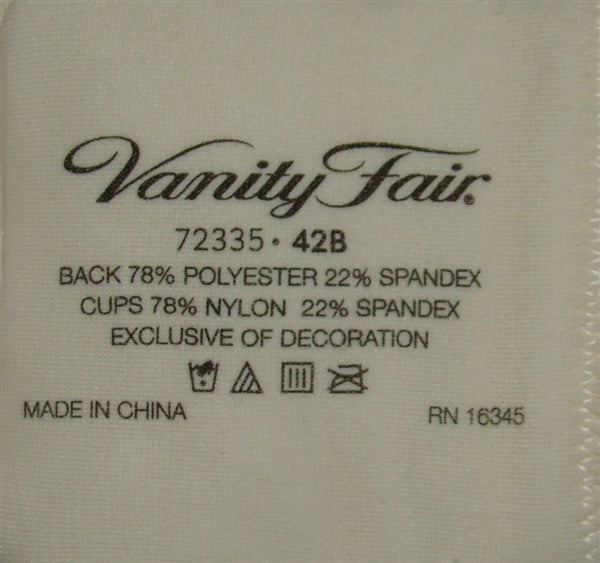 Vanity Fair®
72335 • 42B
BACK 78% POLYESTER 22% SPANDEX
CUPS 78% NYLON 22% SPANDEX
EXCLUSIVE OF DECORATION
MADE IN CHINA
RN 16345